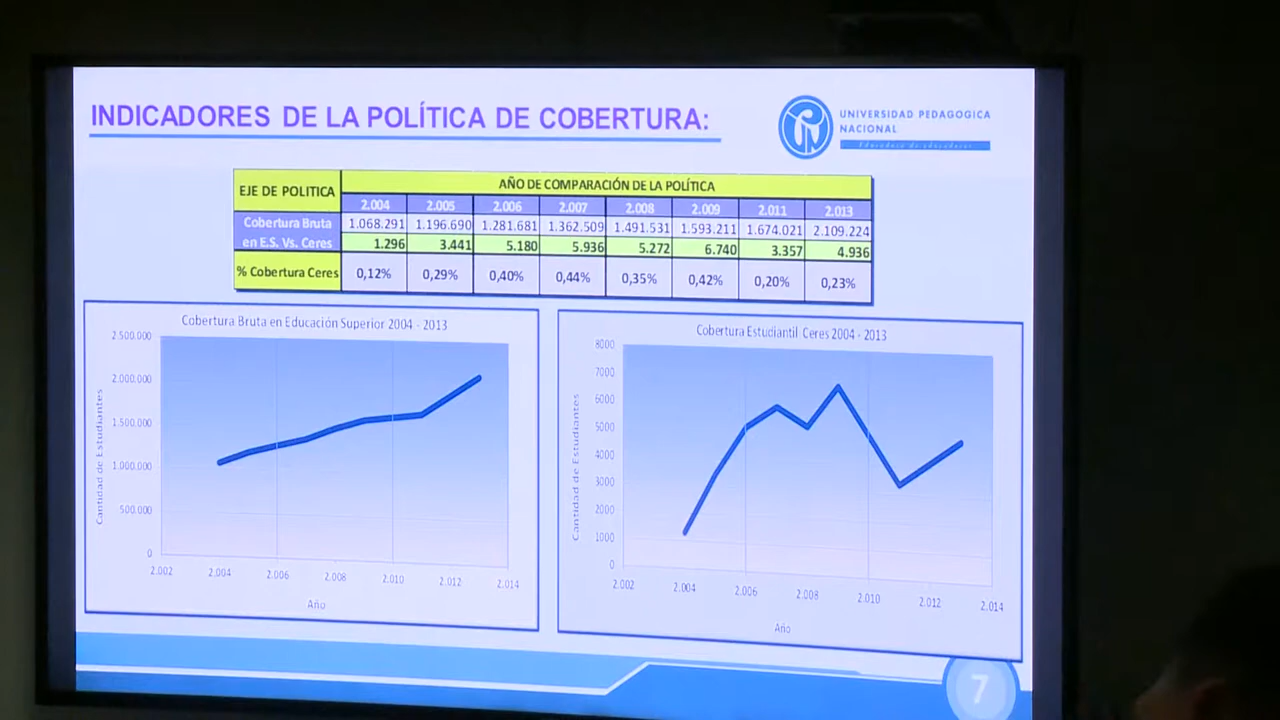 INDICADORES DE LA POLÍTICA DE COBERTURA:
UNIVERSIDAD PEDAGOGICA
NACIONAL
Educadora de educadores
EJE DE POLITICA
AÑO DE COMPARACIÓN DE LA POLÍTICA
2.004 2.005 2.006 2.007 2.008 2.009 2.011 2.013
Cobertura Bruta 1.068.291 1.196.690 1.281.681 1.362.509 1.491.531 1.593.211 1.674.021 2.109.224
en E.S. Vs. Ceres 1.296 3.441 5.180 5.936 5.272 6.740 3.357 4.936
% Cobertura Ceres 0,12% 0,29% 0,40% 0,44% 0,35% 0,42% 0,20% 0,23%
Cobertura Bruta en Educación Superior 2004 - 2013
Cantidad de Estudiantes
2.500.000
2.000.000
1.500.000
1.000.000
500.000
0
2.002 2.004 2.006 2.008 2.010 2.012 2.014
Año
Cobertura Estudiantil Ceres 2004 - 2013
Cantidad de Estudiantes
8000
7000
6000
5000
4000
3000
2000
1000
0
2.002 2.004 2.006 2.008 2.010 2.012 2.014
Año
7